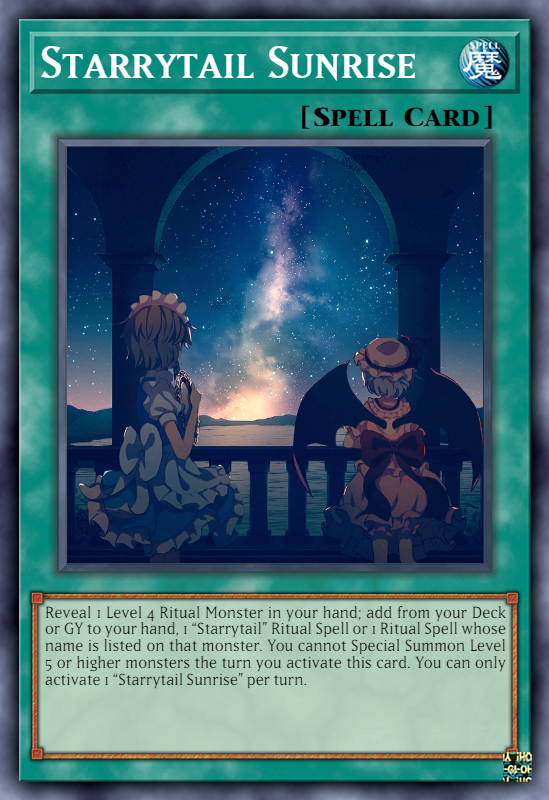 Starrytail Sunrise
SPELL
魔
[Spell Card]
Reveal 1 Level 4 Ritual Monster in your hand; add from your Deck
or GY to your hand, 1 “Starrytail” Ritual Spell or 1 Ritual Spell whose
name is listed on that monster. You cannot Special Summon Level
5 or higher monsters the turn you activate this card. You can only
activate 1 “Starrytail Sunrise” per turn.